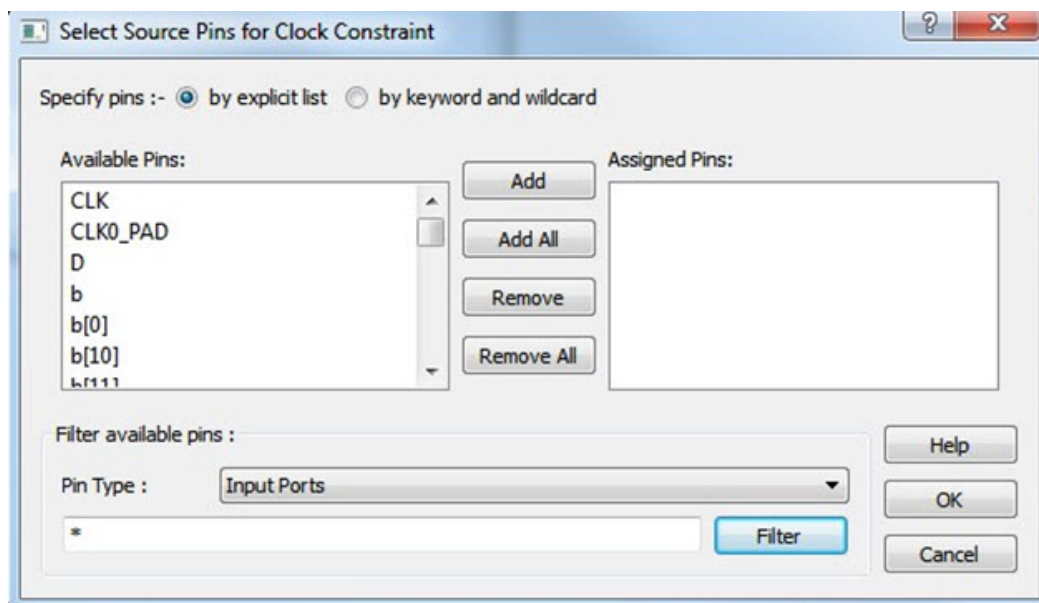 Select Source Pins for Clock Constraint
Specify pins :- by explicit list by keyword and wildcard
Available Pins:
CLK
CLK0_PAD
D
b
b[0]
b[10]
b[11]
Add
Add All
Remove
Remove All
Assigned Pins:
Filter available pins :
Pin Type : Input Ports
*
Filter
Help
OK
Cancel